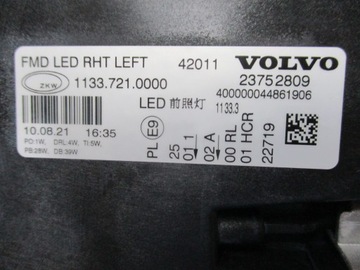 FMD LED RHT LEFT 42011 VOLVO
ZKW 1133.721.0000 23752809
LED 前照灯 400000044861906
1133.3
10.08.21 16:35
PO:1W, DRL:4W, TI:5W,
PB:28W, DB:39W
PL E9
25
01 1
02 A
00 RL
01 HCR
22719